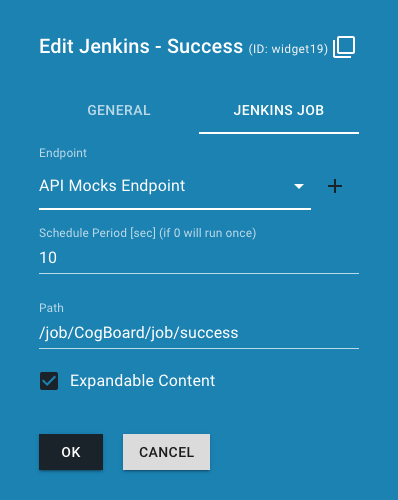 Edit Jenkins - Success (ID: widget19)
GENERAL JENKINS JOB
Endpoint
API Mocks Endpoint
Schedule Period [sec] (if 0 will run once)
10
Path
/job/CogBoard/job/success
Expandable Content
OK CANCEL